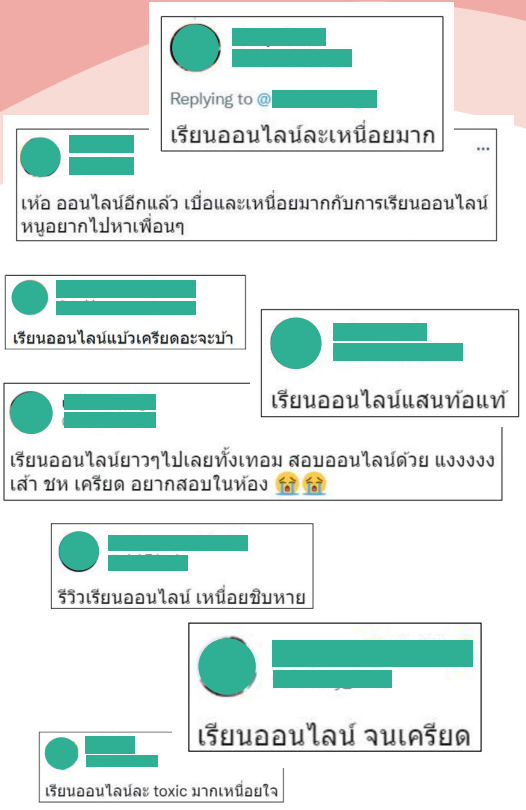 Replying to @
เรียนออนไลน์ละเหนื่อยมาก
...
เห้อ ออนไลน์อีกแล้ว เบื่อและเหนื่อยมากกับการเรียนออนไลน์
หนูอยากไปหาเพื่อนๆ
เรียนออนไลน์แบ้วเครียดอะจะบ้า
เรียนออนไลน์แสนท้อแท้
เรียนออนไลน์ยาวๆไปเลยทั้งเทอม สอบออนไลน์ด้วย แงงงงง
เส้า ชห เครียด อยากสอบในห้อง 😭😭
รีวิวเรียนออนไลน์ เหนื่อยชิบหาย
เรียนออนไลน์ จนเครียด
เรียนออนไลน์ละ toxic มากเหนื่อยใจ